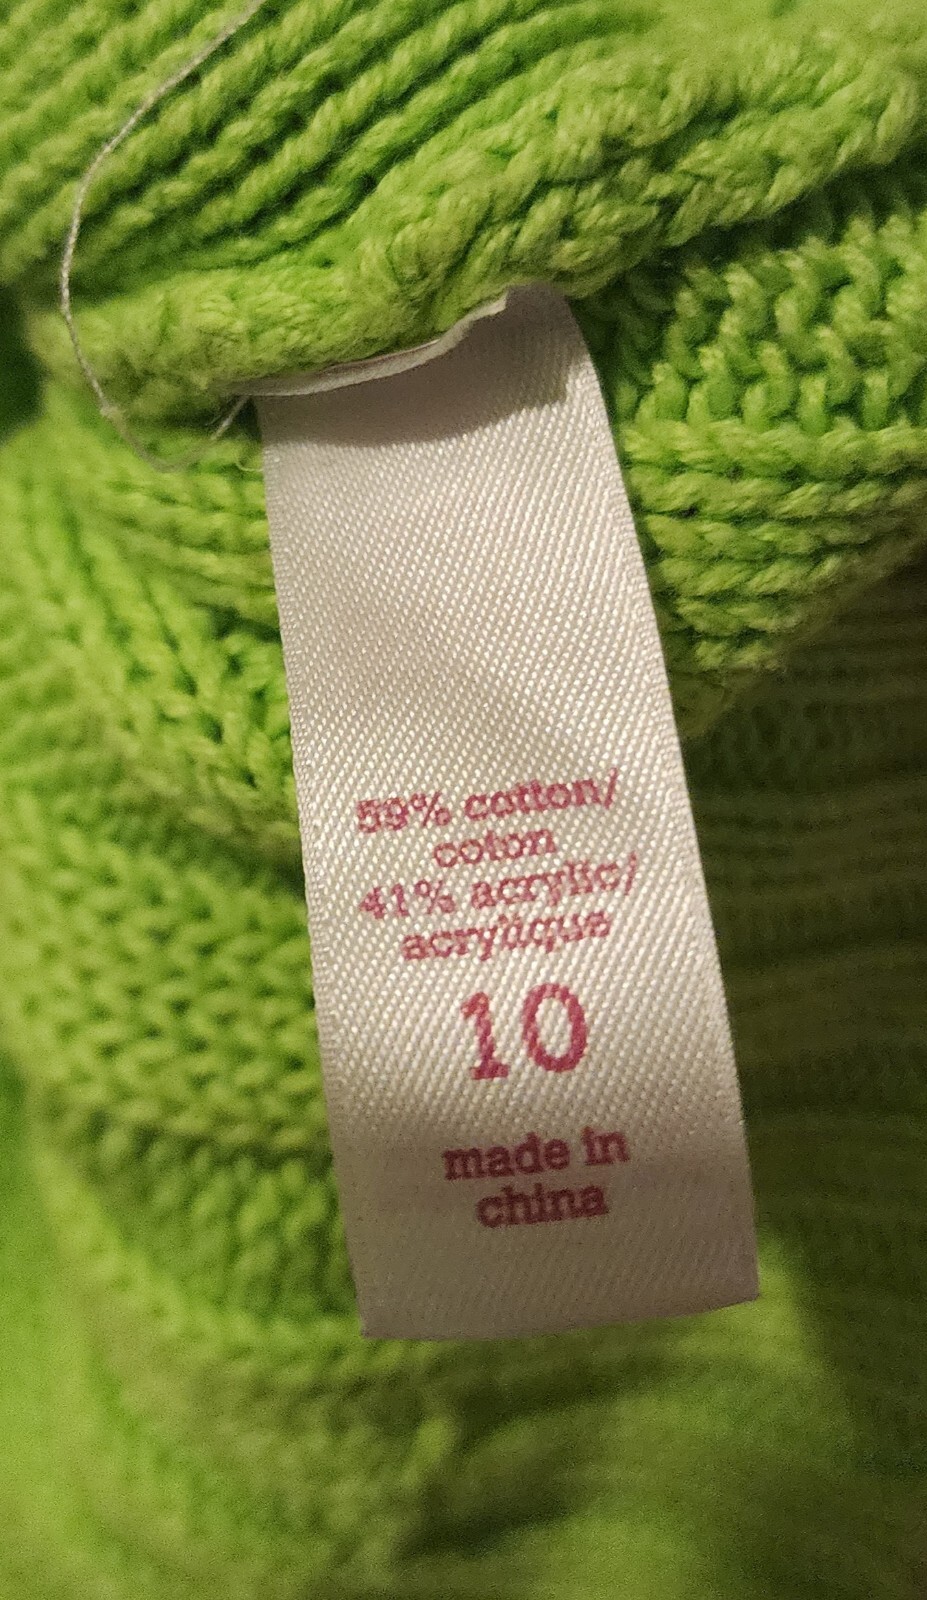 59% cotton/
coton
41% acrylic/
acrylique
10
made in
china